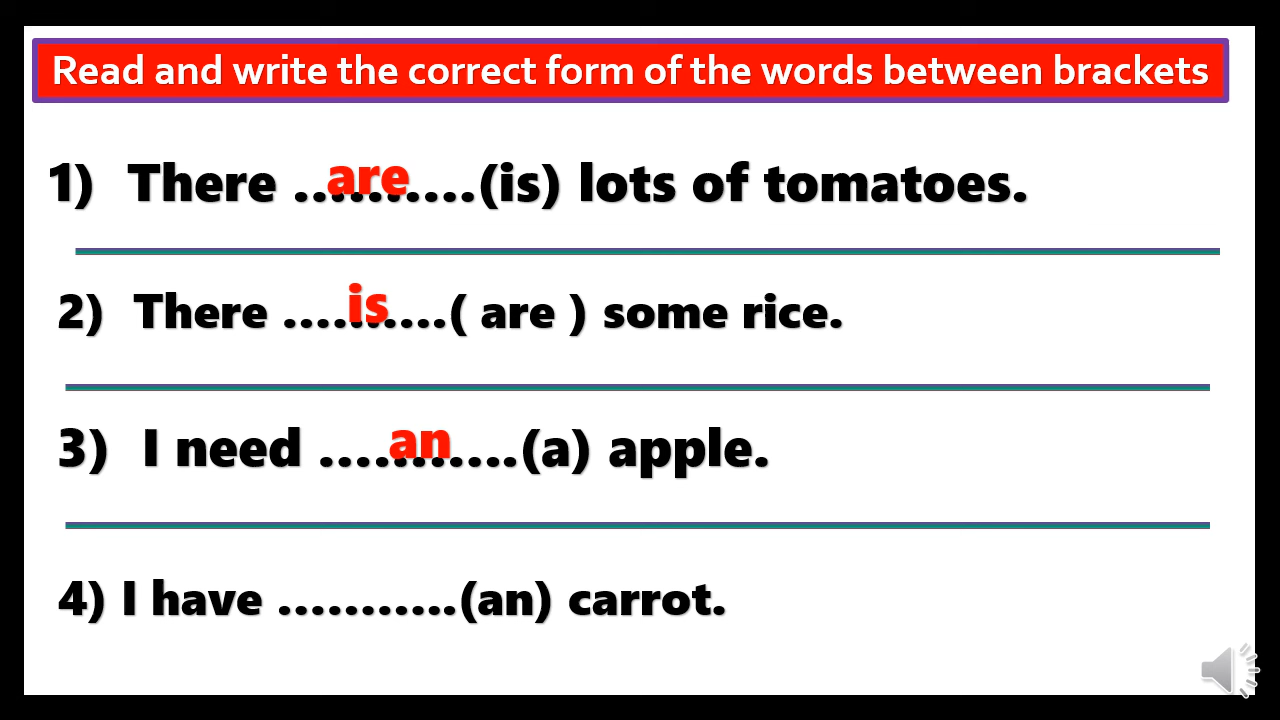 Read and write the correct form of the words between brackets
1) There ...are........(is) lots of tomatoes.
2) There ....is......( are ) some rice.
3) I need ....an.......(a) apple.
4) I have ...........(an) carrot.